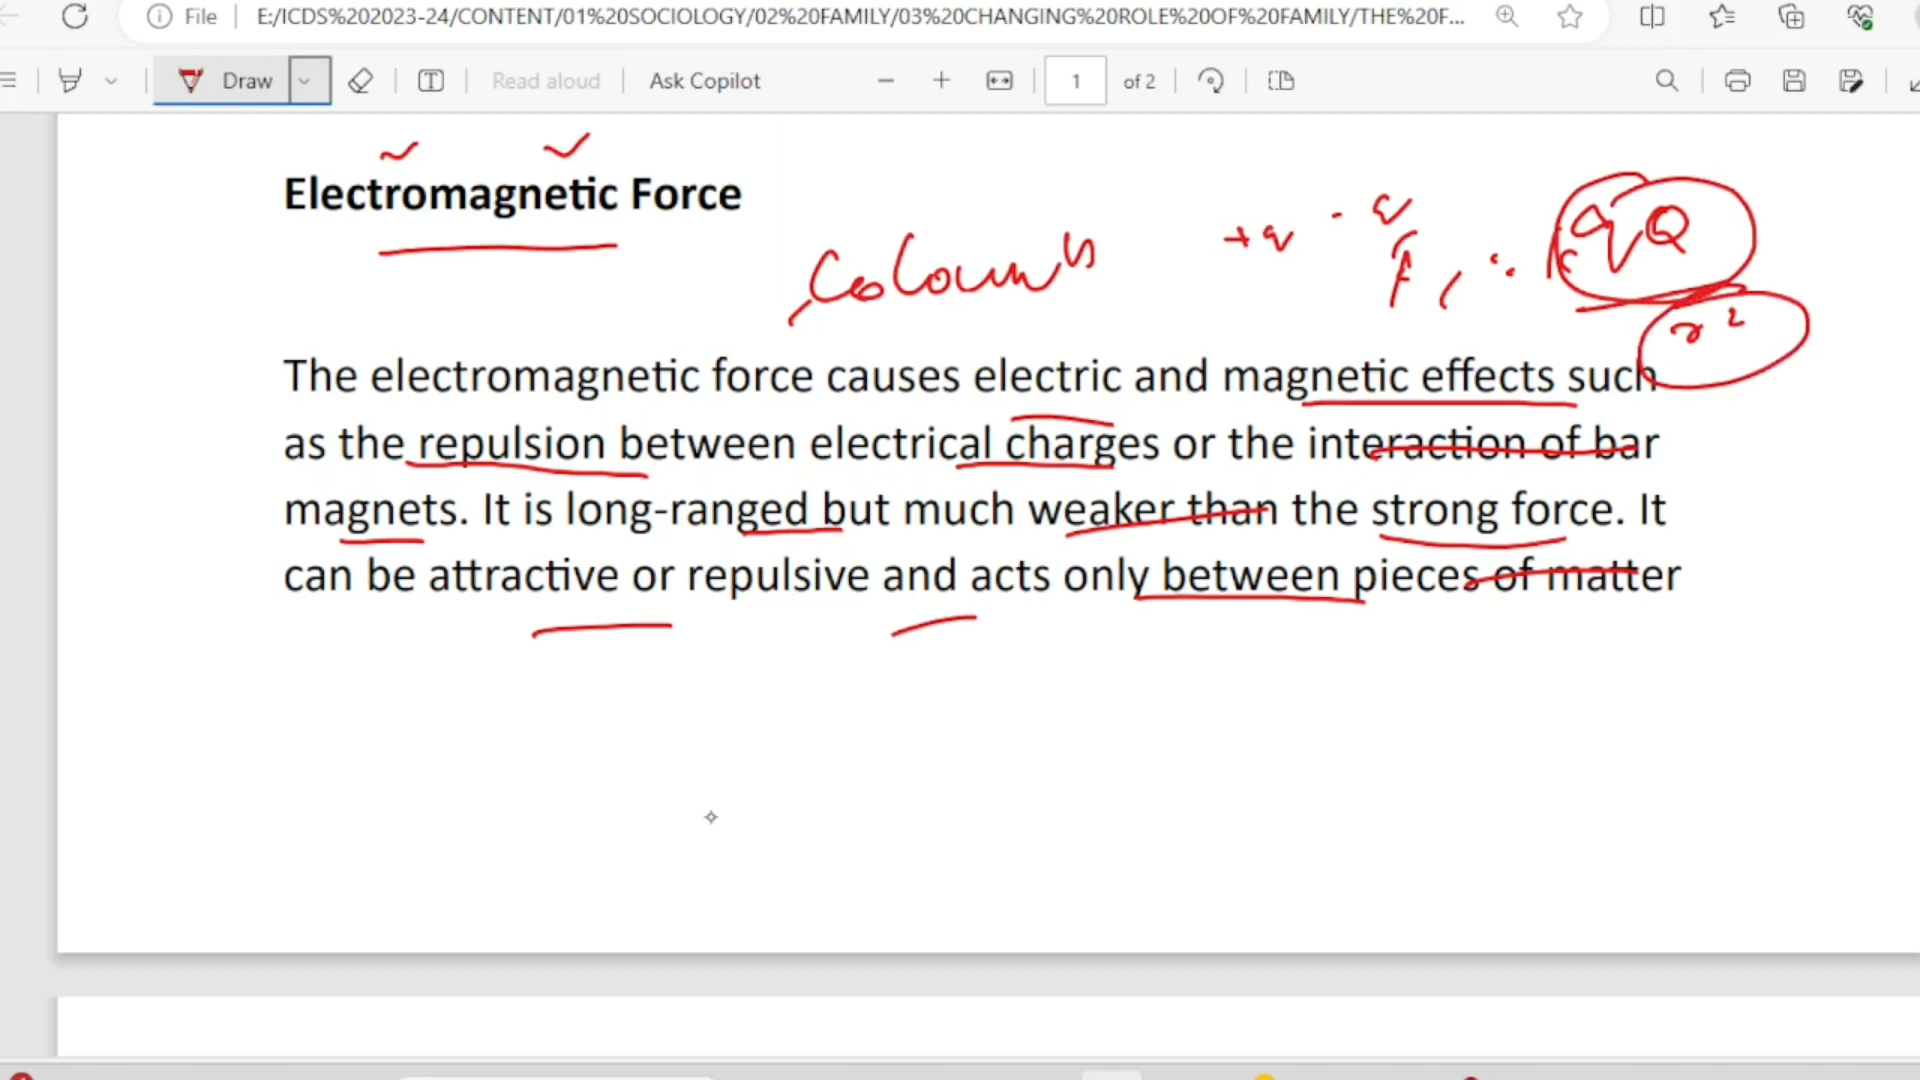 File E:/ICDS%202023-24/CONTENT/01%20SOCIOLOGY/02%20FAMILY/03%20CHANGING%20ROLE%20OF%20FAMILY/THE%20F...
Draw Read aloud Ask Copilot 1 of 2
Electromagnetic Force
+q - q
F
qQ
r²
The electromagnetic force causes electric and magnetic effects such
as the repulsion between electrical charges or the interaction of bar
magnets. It is long-ranged but much weaker than the strong force. It
can be attractive or repulsive and acts only between pieces of matter